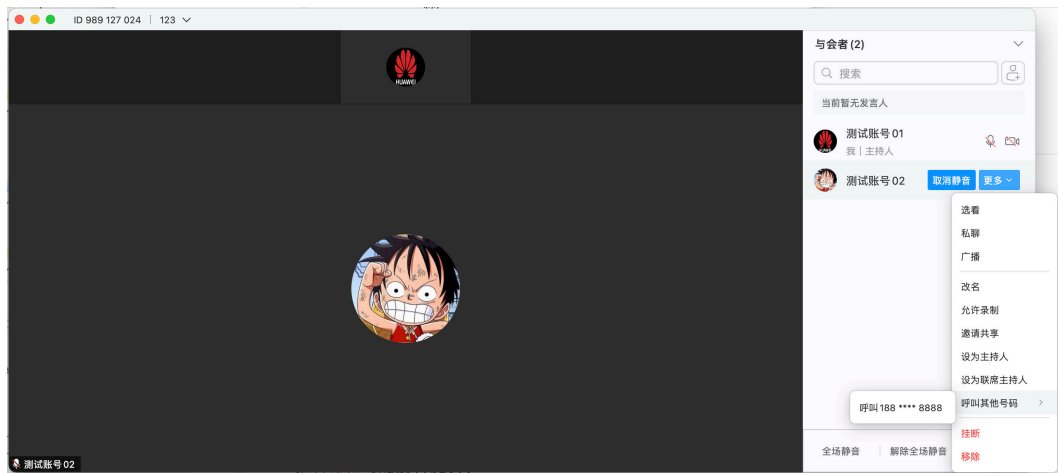 ID 989 127 024 123
HUAWEI
测试账号 02
与会者 (2)
搜索
当前暂无发言人
测试账号 01
我 | 主持人
测试账号 02
取消静音
更多
选看
私聊
广播
改名
允许录制
邀请共享
设为主持人
设为联席主持人
呼叫其他号码
呼叫188 **** 8888
挂断
移除
全场静音
解除全场静音